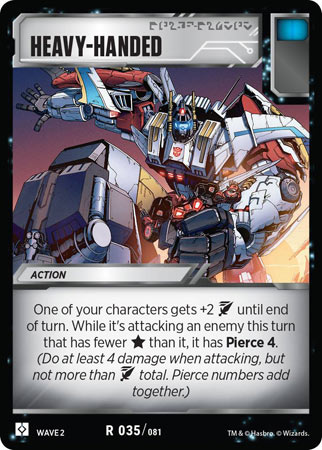 HEAVY-HANDED
ACTION
One of your characters gets +2 until end
of turn. While it's attacking an enemy this turn
that has fewer ★ than it, it has Pierce 4.
(Do at least 4 damage when attacking, but
not more than total. Pierce numbers add
together.)
WAVE 2 R 035/081 TM & © Hasbro. © Wizards.